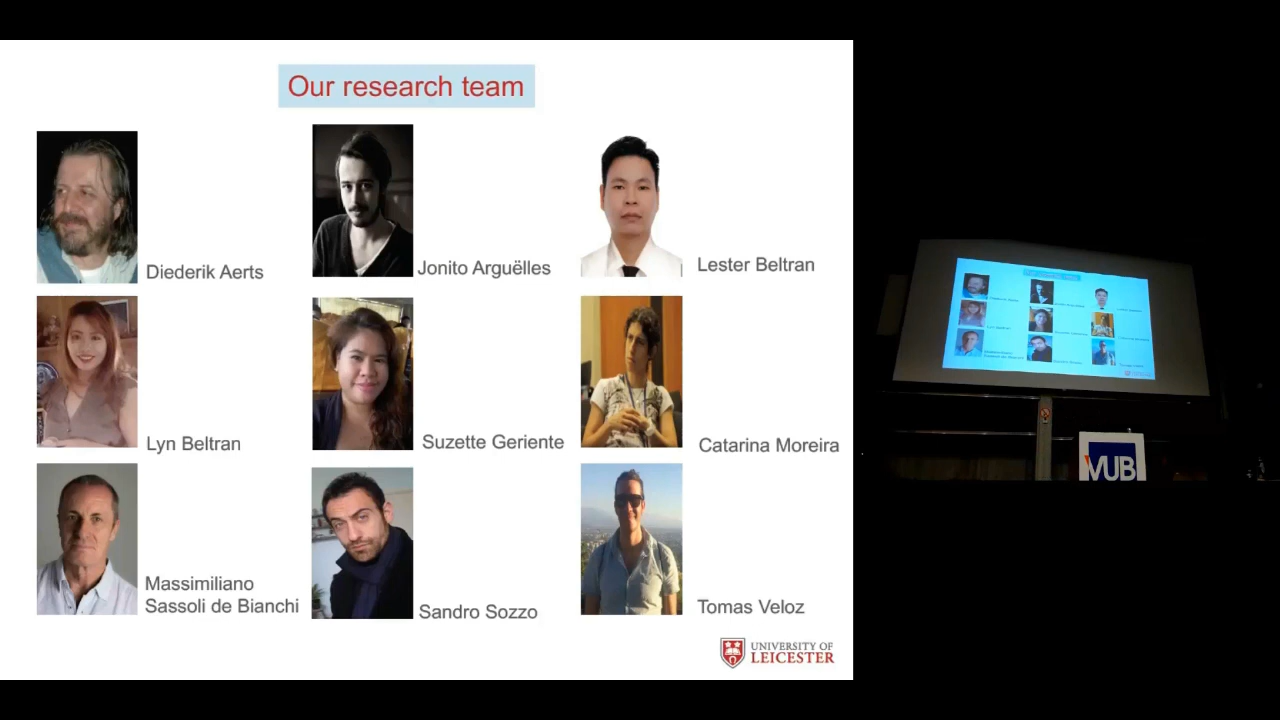 Our research team
Diederik Aerts
Jonito Arguëlles
Lester Beltran
Lyn Beltran
Suzette Geriente
Catarina Moreira
Massimiliano
Sassoli de Bianchi
Sandro Sozzo
Tomas Veloz
UNIVERSITY OF
LEICESTER
VUB